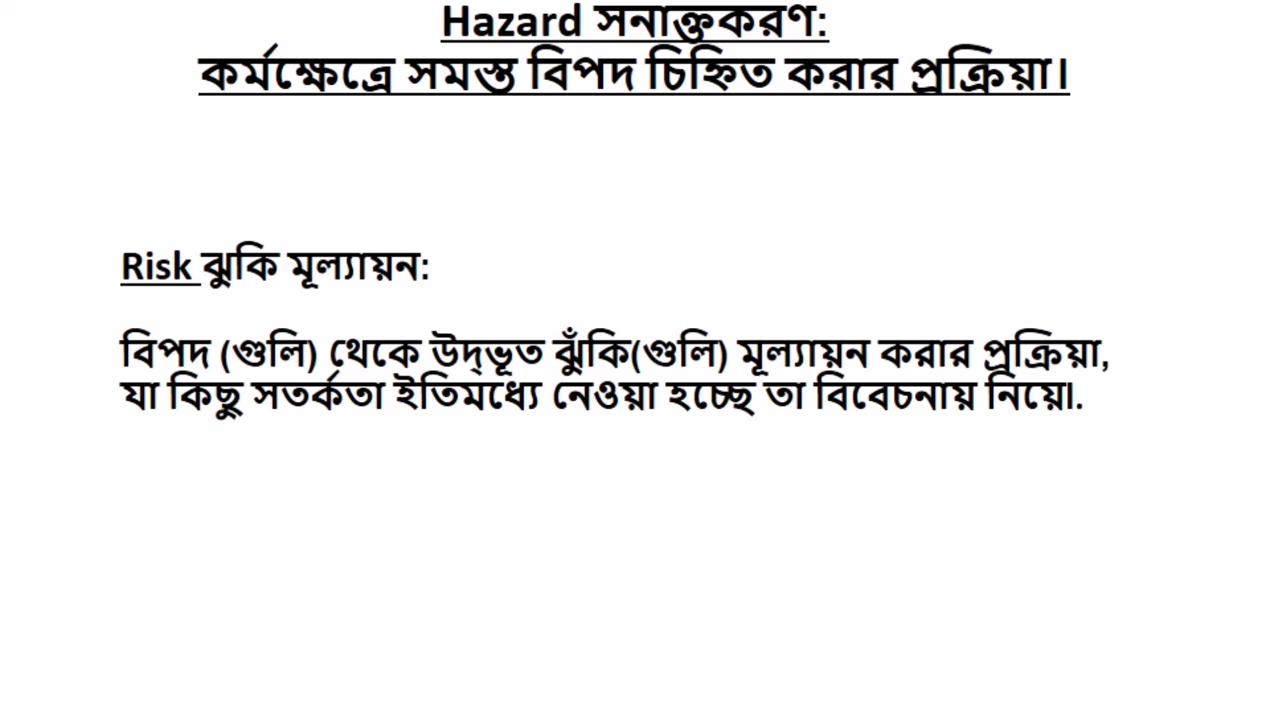 Hazard সনাক্তকরণ:
কর্মক্ষেত্রে সমস্ত বিপদ চিহ্নিত করার প্রক্রিয়া।
Risk ঝুকি মূল্যায়ন:
বিপদ (গুলি) থেকে উদ্‌ভূত ঝুঁকি(গুলি) মূল্যায়ন করার প্রক্রিয়া,
যা কিছু সতর্কতা ইতিমধ্যে নেওয়া হচ্ছে তা বিবেচনায় নিয়ে৷.